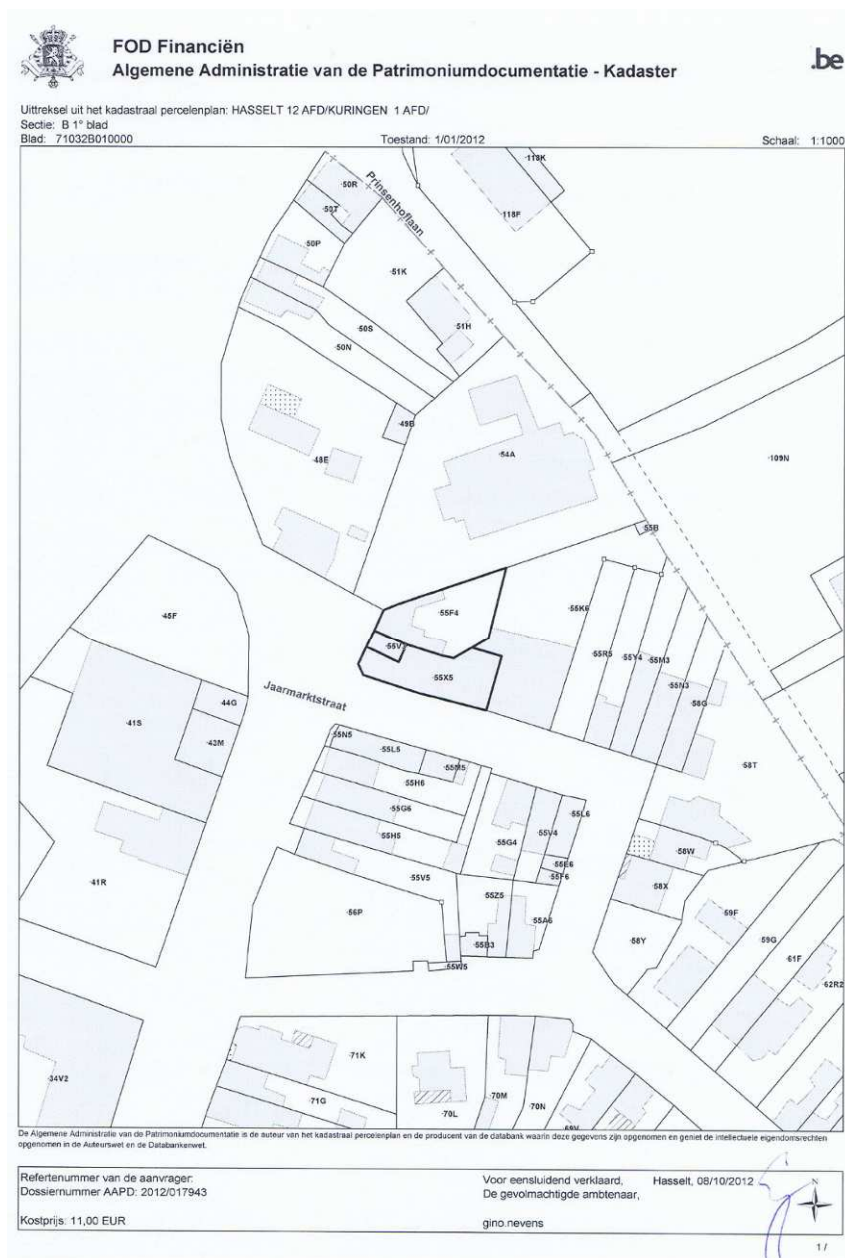 FOD Financiën
Algemene Administratie van de Patrimoniumdocumentatie - Kadaster
.be
Uittreksel uit het kadastraal percelenplan: HASSELT 12 AFD/KURINGEN 1 AFD/
Sectie: B 1° blad
Blad: 71032B010000
Toestand: 1/01/2012
Schaal: 1:1000
118K
50R
Prinsenhoflaan
50T
118F
50P
51K
50S
51H
50N
49B
48E
54A
109N
55B
45F
55F4
55K6
55R5
55Y4
55M3
55X5
55N3
58G
Jaarmarktstraat
44G
41S
43M
55N5
55L5
55M5
58T
55H6
55G6
55H5
55G4
55V4
55L6
58W
55E6
55F6
55V5
41R
55Z5
58X
56P
55A6
59F
55B3
58Y
59G
55W5
61F
62R2
34V2
71K
71G
70L
70M
70N
De Algemene Administratie van de Patrimoniumdocumentatie is de auteur van het kadastraal percelenplan en de producent van de databank waarin deze gegevens zijn opgenomen en geniet de intellectuele eigendomsrechten
opgenomen in de Auteurswet en de Databankenwet.
Refertenummer van de aanvrager:
Dossiernummer AAPD: 2012/017943
Kostprijs: 11,00 EUR
Voor eensluidend verklaard,
De gevolmachtigde ambtenaar,
gino.nevens
Hasselt, 08/10/2012
N
1 /